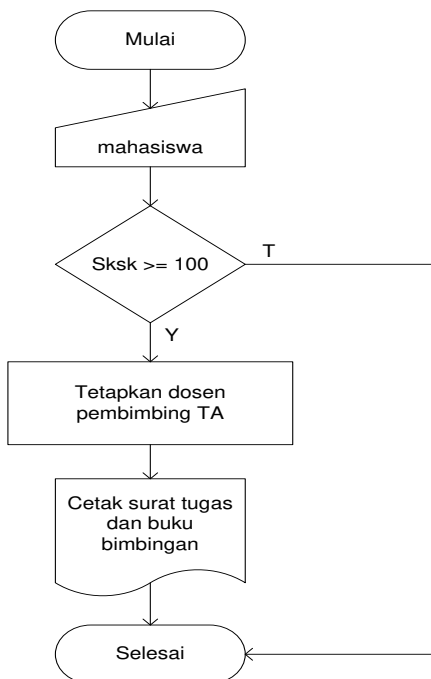 Mulai
mahasiswa
Sksk >= 100
T
Y
Tetapkan dosen
pembimbing TA
Cetak surat tugas
dan buku
bimbingan
Selesai